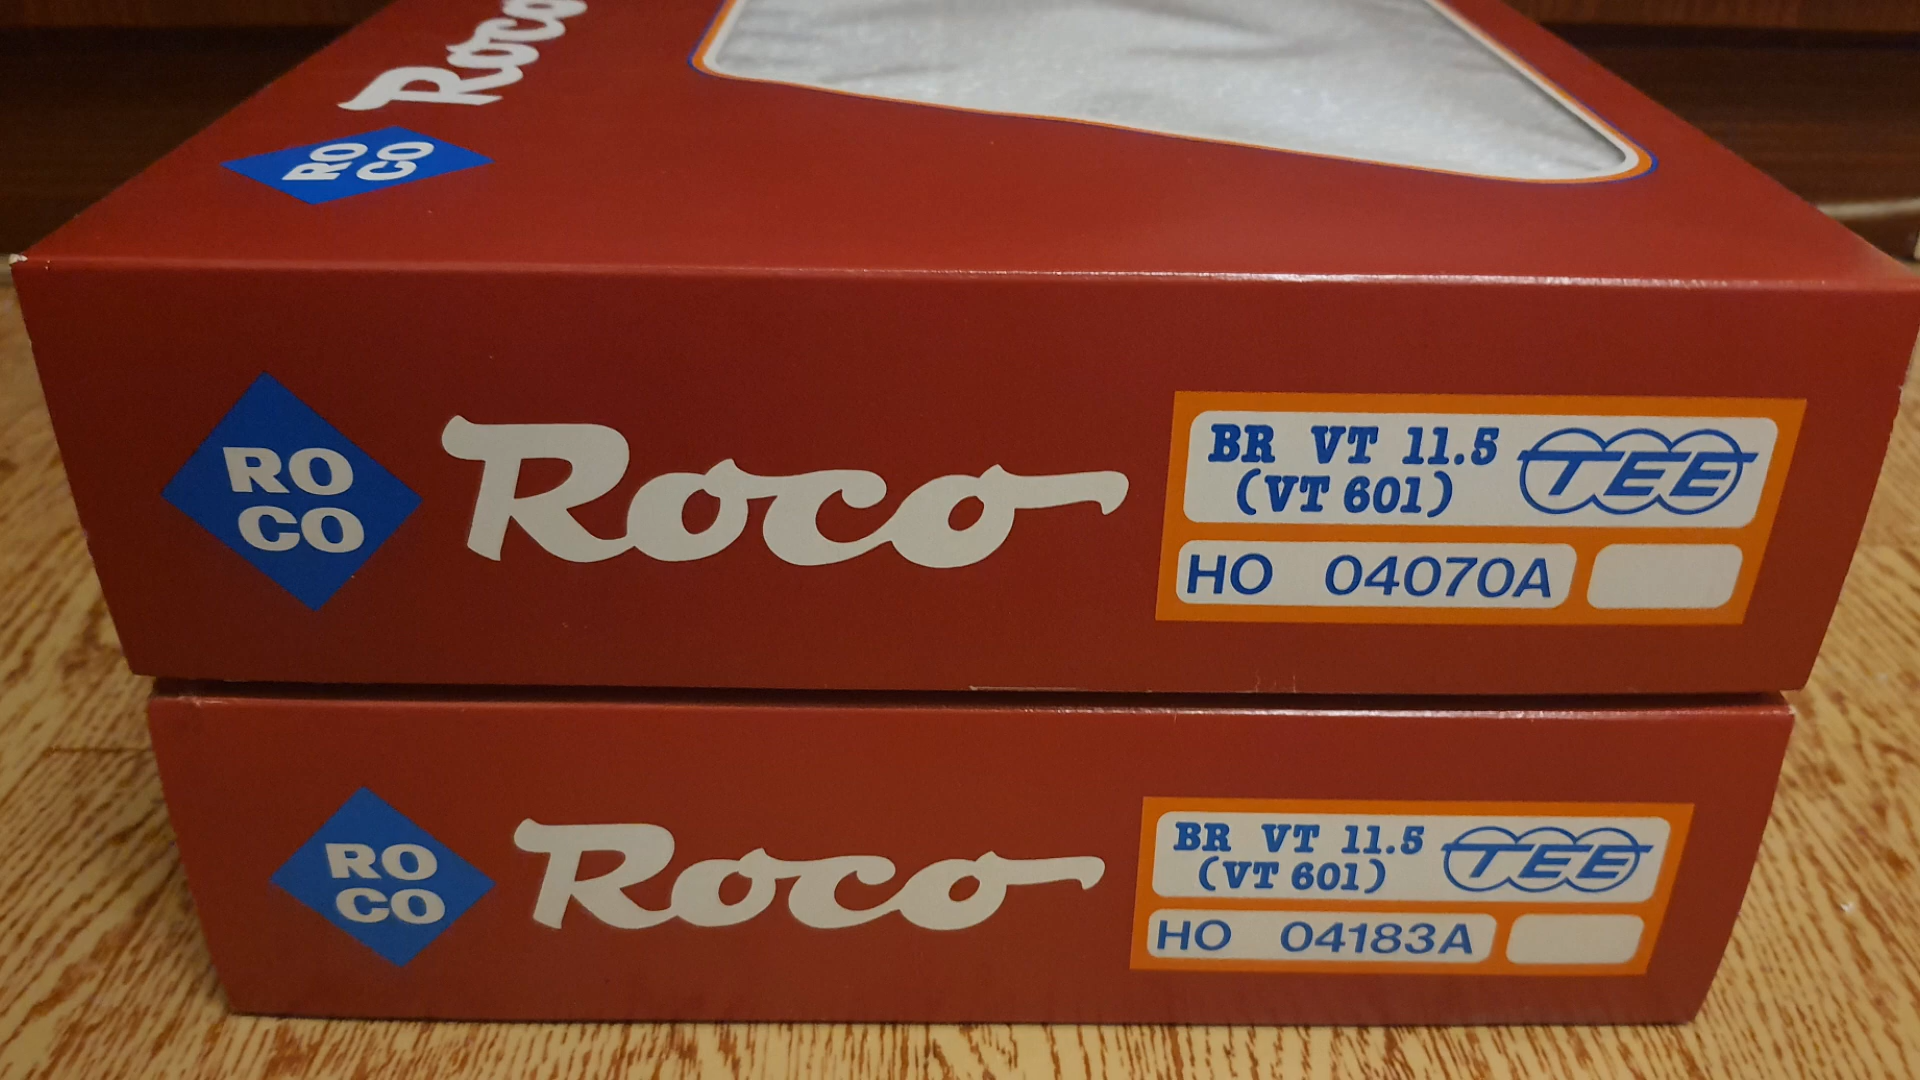 Roco
RO
CO
RO
CO
Roco
BR VT 11.5
(VT 601)
TEE
HO 04070A
RO
CO
Roco
BR VT 11.5
(VT 601)
TEE
HO 04183A